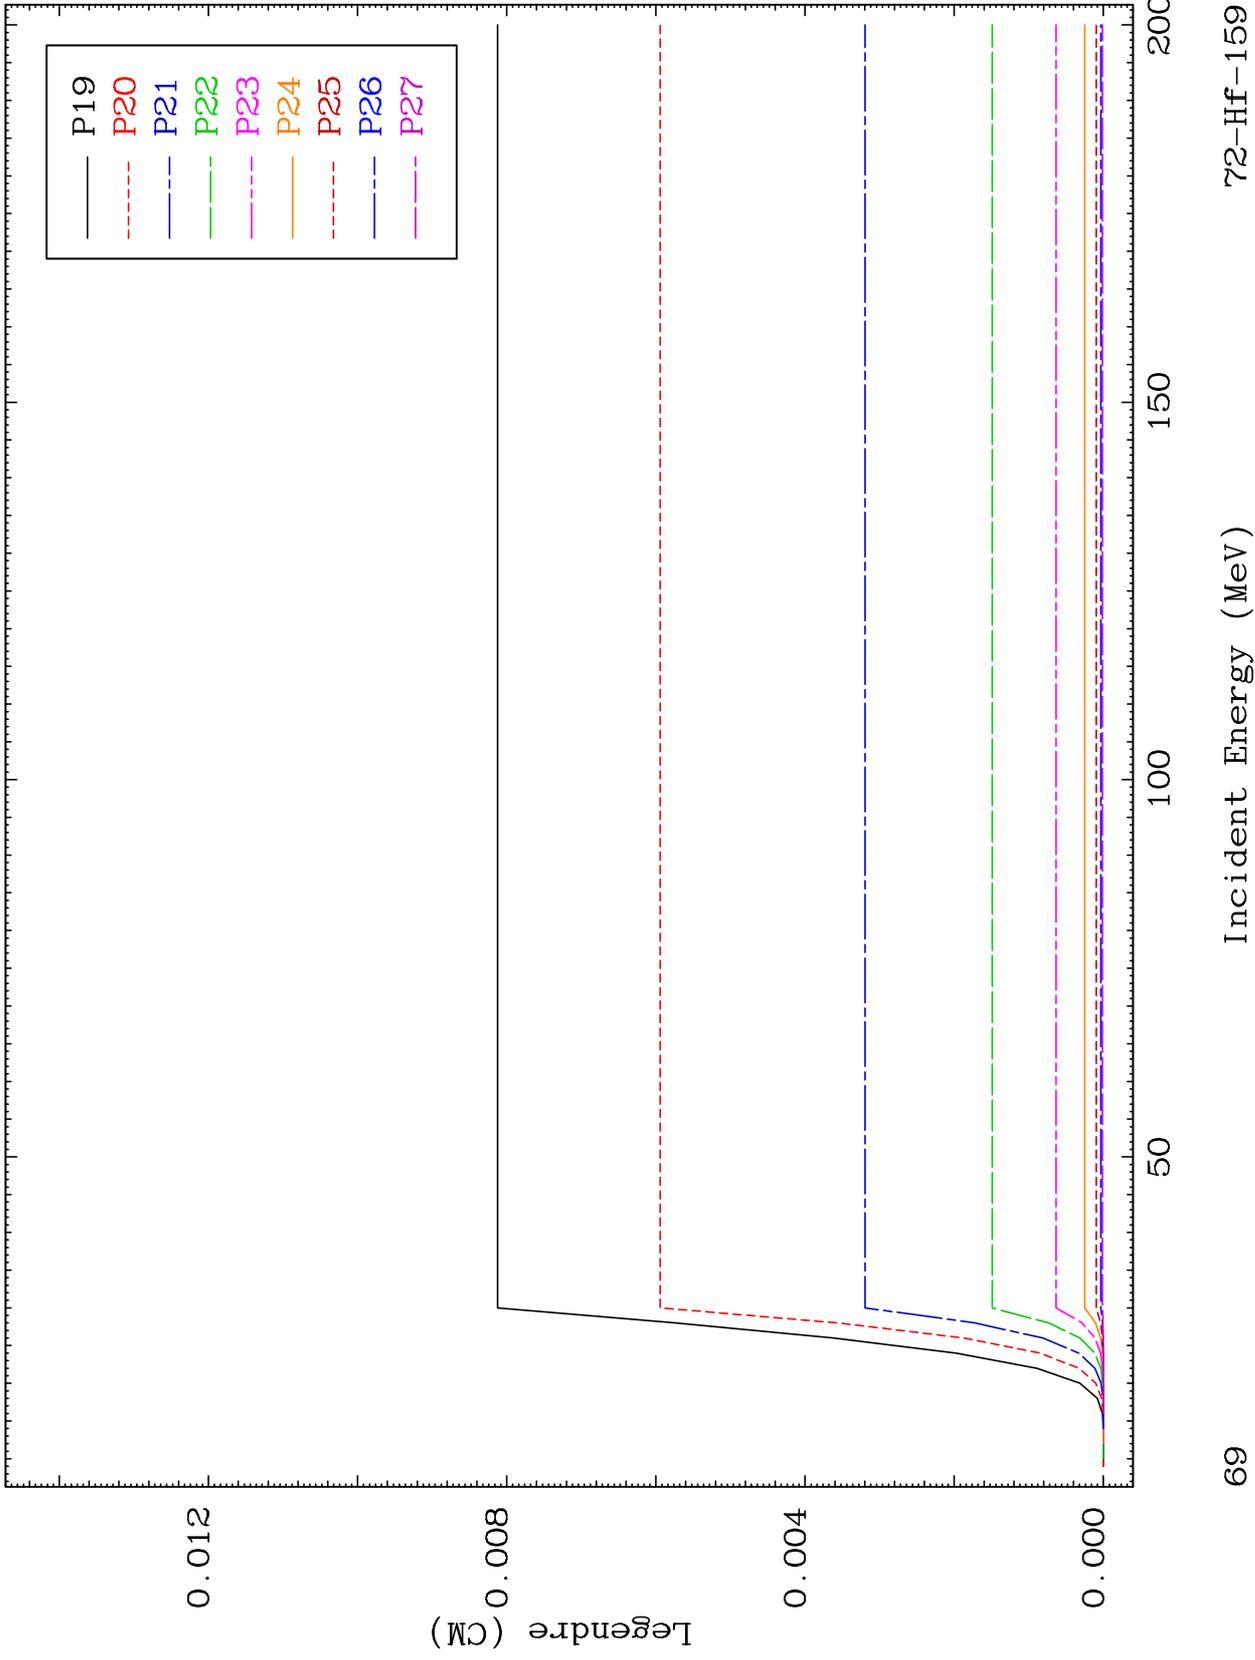 P19
P20
P21
P22
P23
P24
P25
P26
P27
Legendre (CM)
0.012
0.008
0.004
0.000
50
100
150
200
69
Incident Energy (MeV)
72-Hf-159